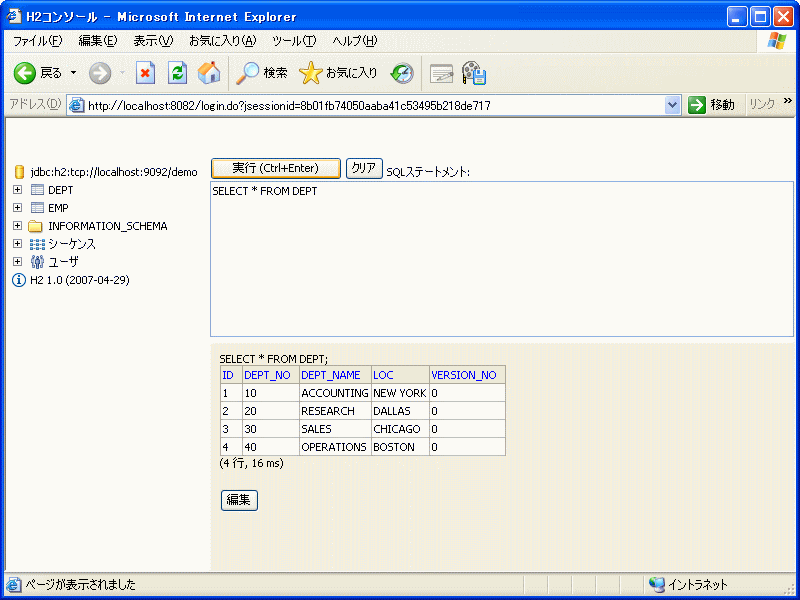 H2コンソール - Microsoft Internet Explorer
ファイル(F) 編集(E) 表示(V) お気に入り(A) ツール(T) ヘルプ(H)
戻る 検索 お気に入り
アドレス(D) http://localhost:8082/login.do?jsessionid=8b01fb74050aaba41c53495b218de717 移動 リンク »
jdbc:h2:tcp://localhost:9092/demo
DEPT
EMP
INFORMATION_SCHEMA
シーケンス
ユーザ
H2 1.0 (2007-04-29)
実行 (Ctrl+Enter) クリア SQLステートメント:
SELECT * FROM DEPT
SELECT * FROM DEPT;
ID DEPT_NO DEPT_NAME LOC VERSION_NO
1 10 ACCOUNTING NEW YORK 0
2 20 RESEARCH DALLAS 0
3 30 SALES CHICAGO 0
4 40 OPERATIONS BOSTON 0
(4 行, 16 ms)
編集
ページが表示されました イントラネット